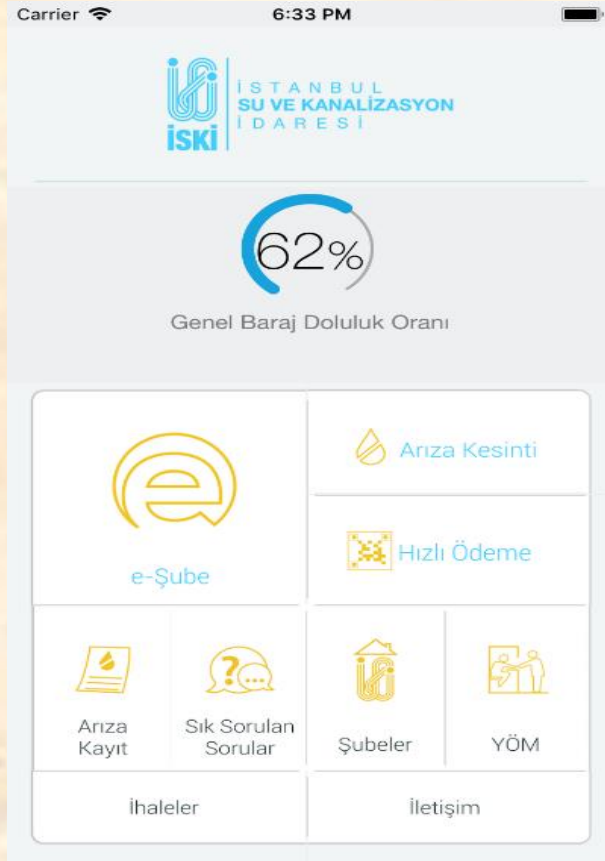 Carrier 6:33 PM
İSTANBUL
SU VE KANALİZASYON
İDARESİ
İSKİ
62%
Genel Baraj Doluluk Oranı
Arıza Kesinti
Hızlı Ödeme
e-Şube
Arıza
Kayıt
Sık Sorulan
Sorular
Şubeler
YÖM
İhaleler
İletişim